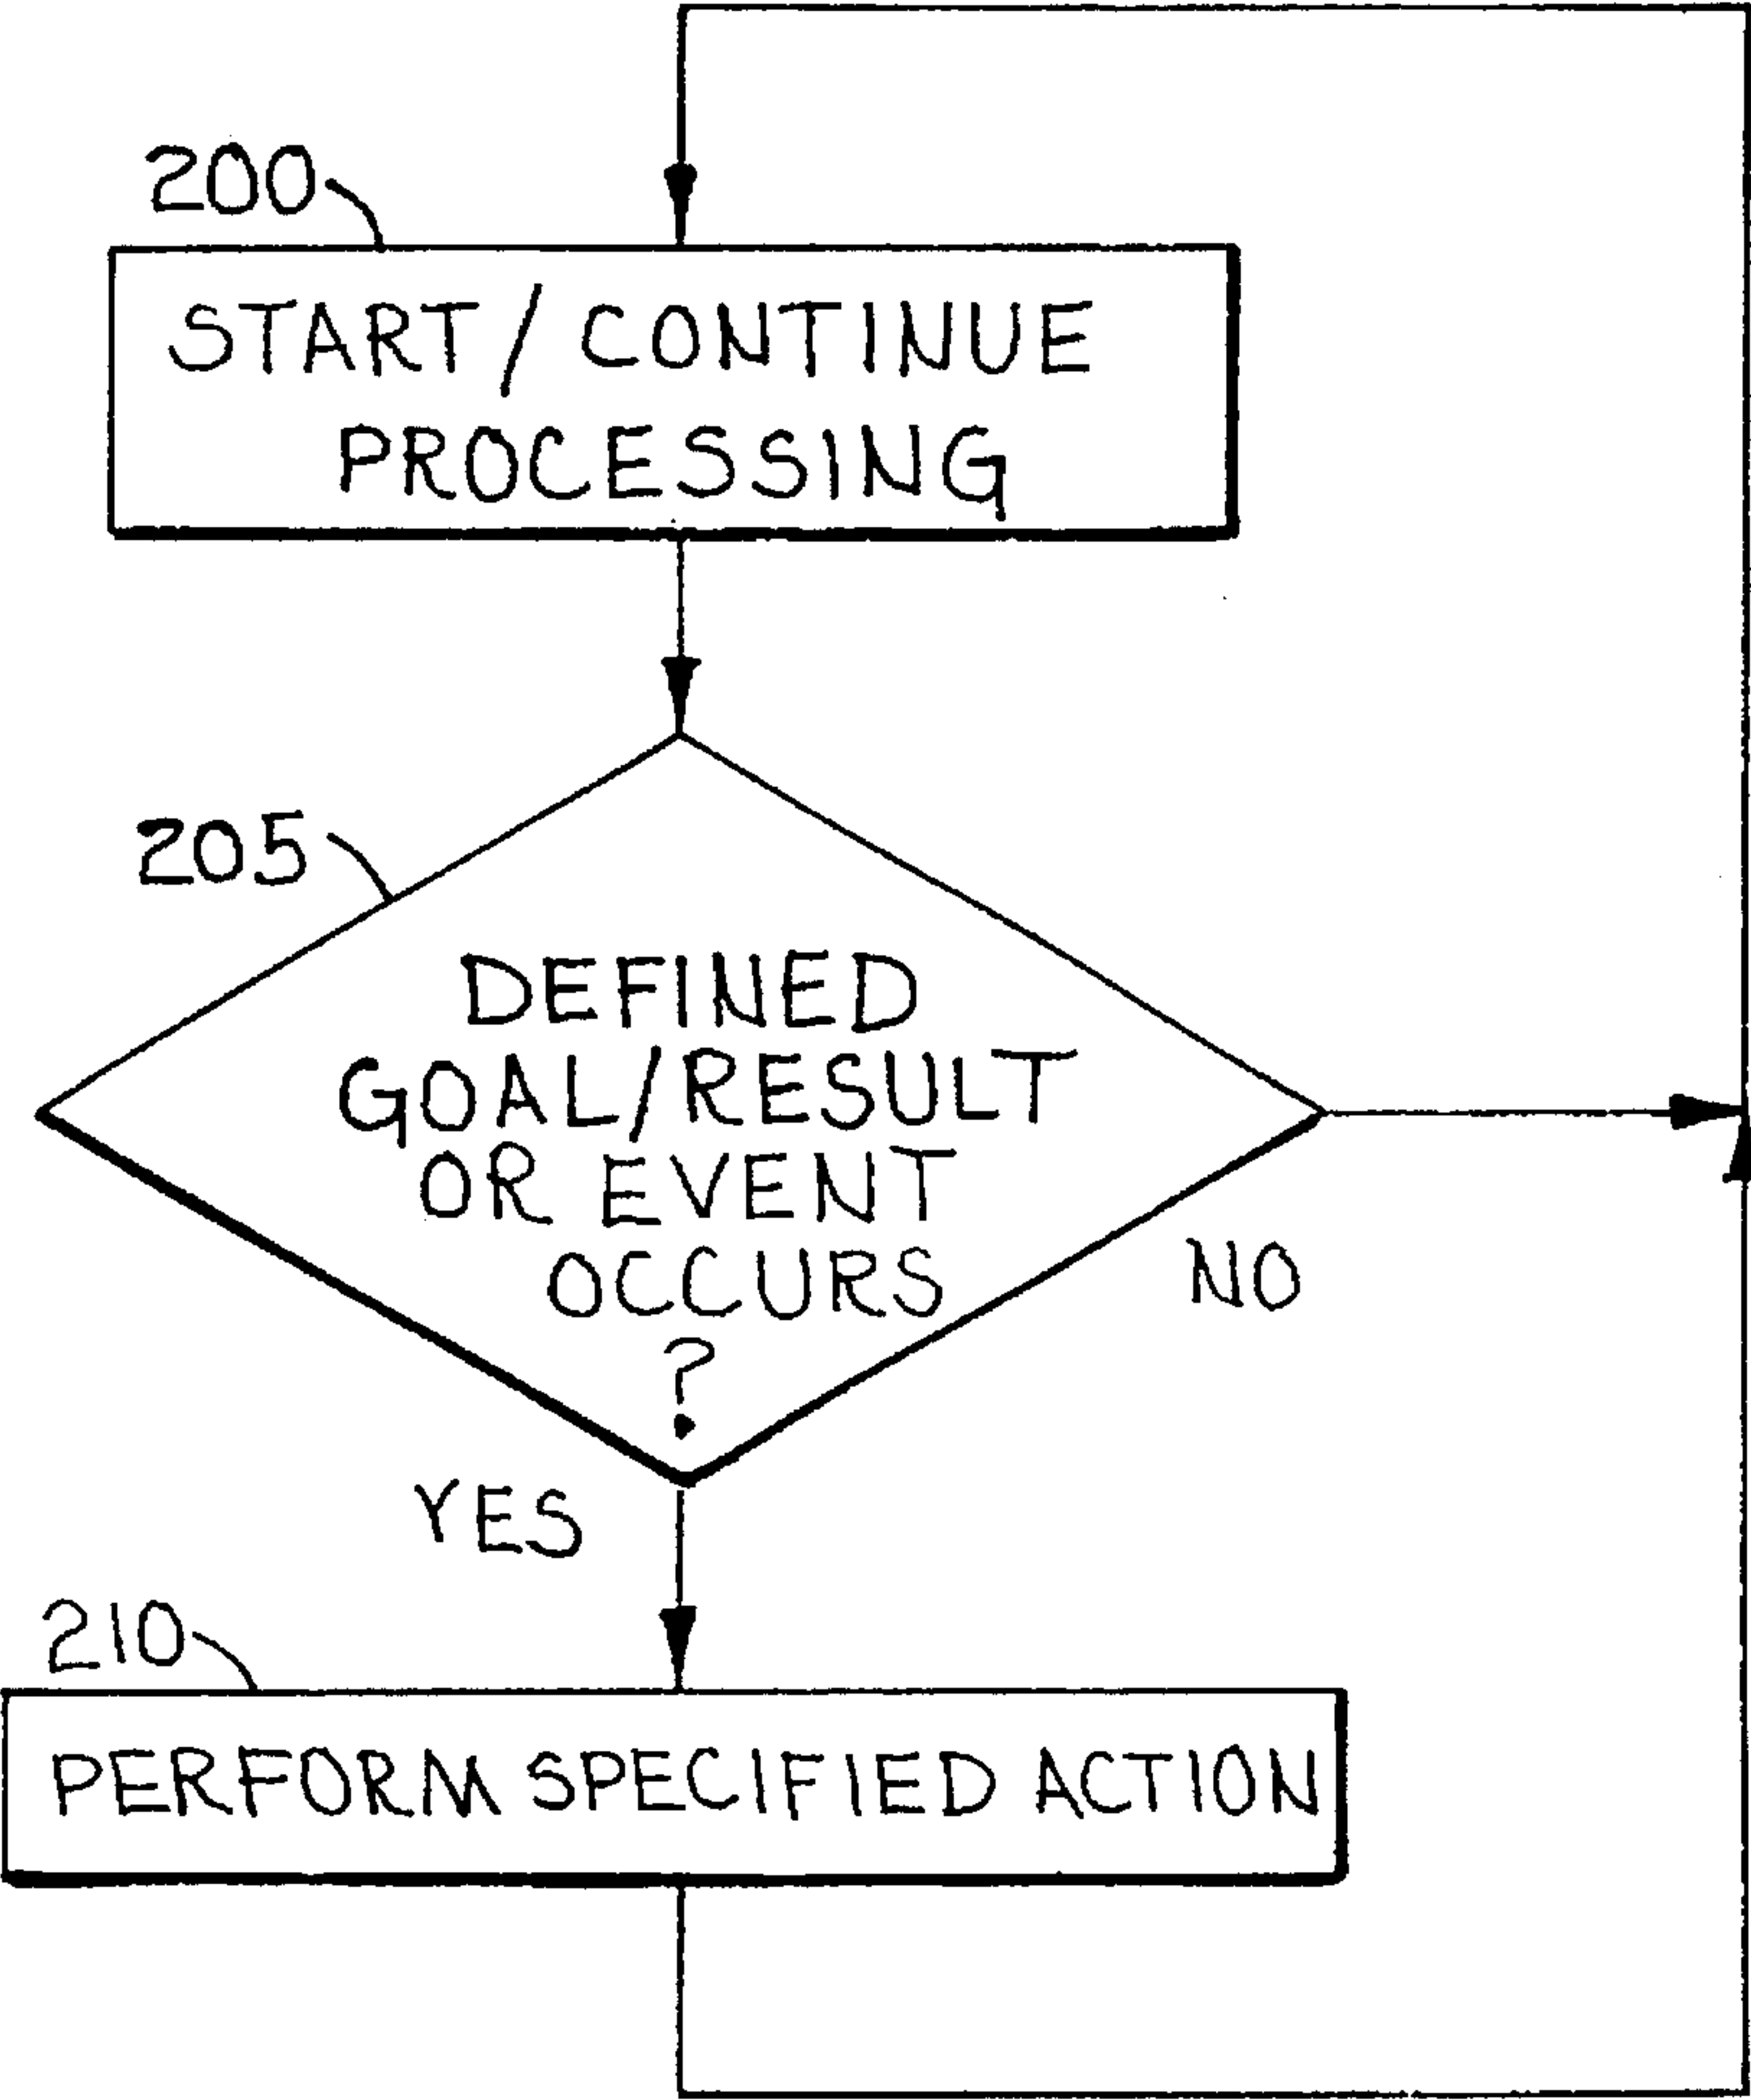 200
START/CONTINUE
PROCESSING
205
DEFINED
GOAL/RESULT
OR EVENT
OCCURS
?
NO
YES
210
PERFORM SPECIFIED ACTION